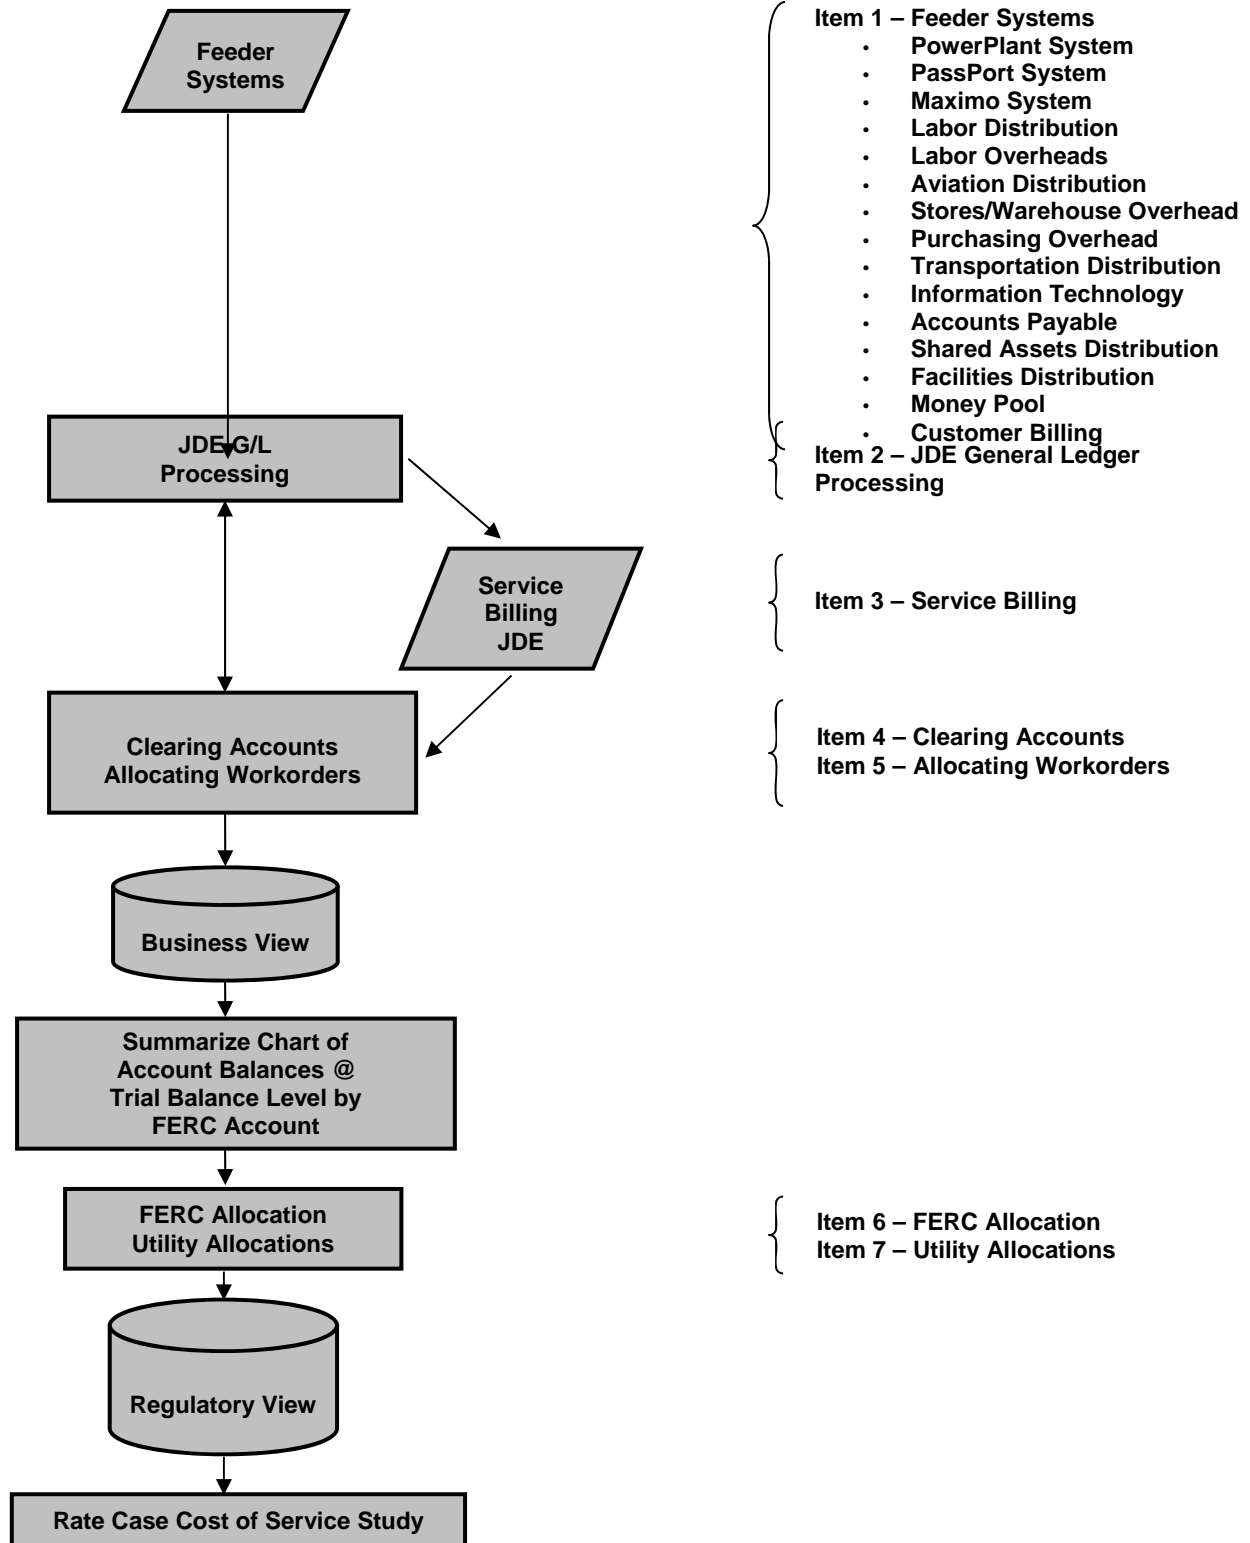 Feeder
Systems
JDE G/L
Processing
Service
Billing
JDE
Clearing Accounts
Allocating Workorders
Business View
Summarize Chart of
Account Balances @
Trial Balance Level by
FERC Account
FERC Allocation
Utility Allocations
Regulatory View
Rate Case Cost of Service Study
Item 1 – Feeder Systems
• PowerPlant System
• PassPort System
• Maximo System
• Labor Distribution
• Labor Overheads
• Aviation Distribution
• Stores/Warehouse Overhead
• Purchasing Overhead
• Transportation Distribution
• Information Technology
• Accounts Payable
• Shared Assets Distribution
• Facilities Distribution
• Money Pool
• Customer Billing
Item 2 – JDE General Ledger
Processing
Item 3 – Service Billing
Item 4 – Clearing Accounts
Item 5 – Allocating Workorders
Item 6 – FERC Allocation
Item 7 – Utility Allocations